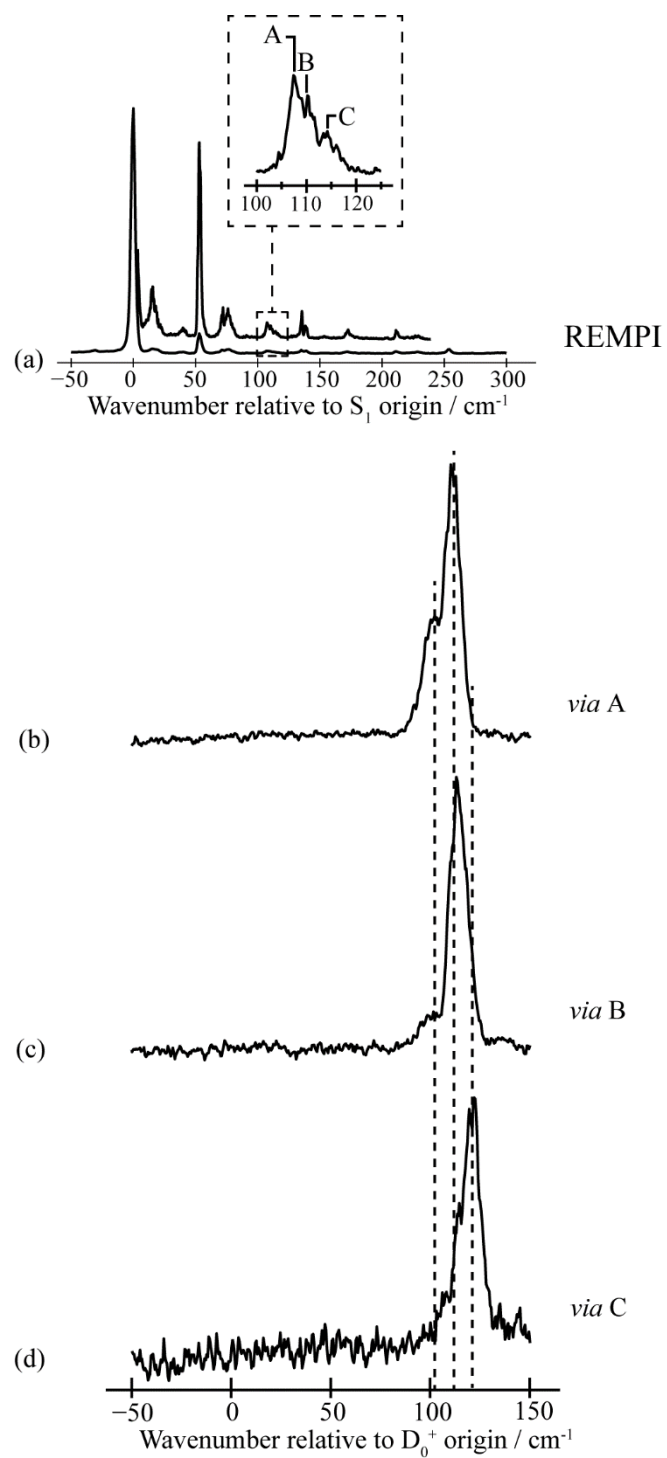 A
B
C
100 110 120
REMPI
(a)
−50 0 50 100 150 200 250 300
Wavenumber relative to S₁ origin / cm⁻¹
via A
(b)
via B
(c)
via C
(d)
−50 0 50 100 150
Wavenumber relative to D₀⁺ origin / cm⁻¹